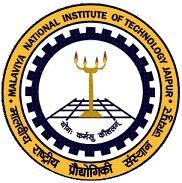 MALAVIYA NATIONAL INSTITUTE OF TECHNOLOGY JAIPUR
योगः कर्मसु कौशलम्
मालवीय राष्ट्रीय प्रौद्योगिकी संस्थान जयपुर